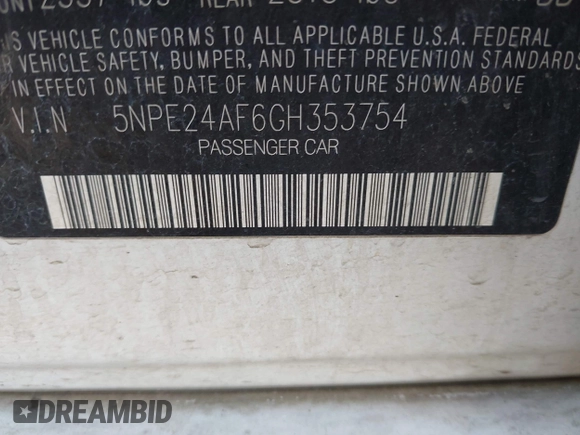 REAR
S VEHICLE CONFORMS TO ALL APPLICABLE U.S.A. FEDERAL
VEHICLE SAFETY, BUMPER, AND THEFT PREVENTION STANDARDS
EFFECT ON THE DATE OF MANUFACTURE SHOWN ABOVE
V.I.N 5NPE24AF6GH353754
PASSENGER CAR
DREAMBID